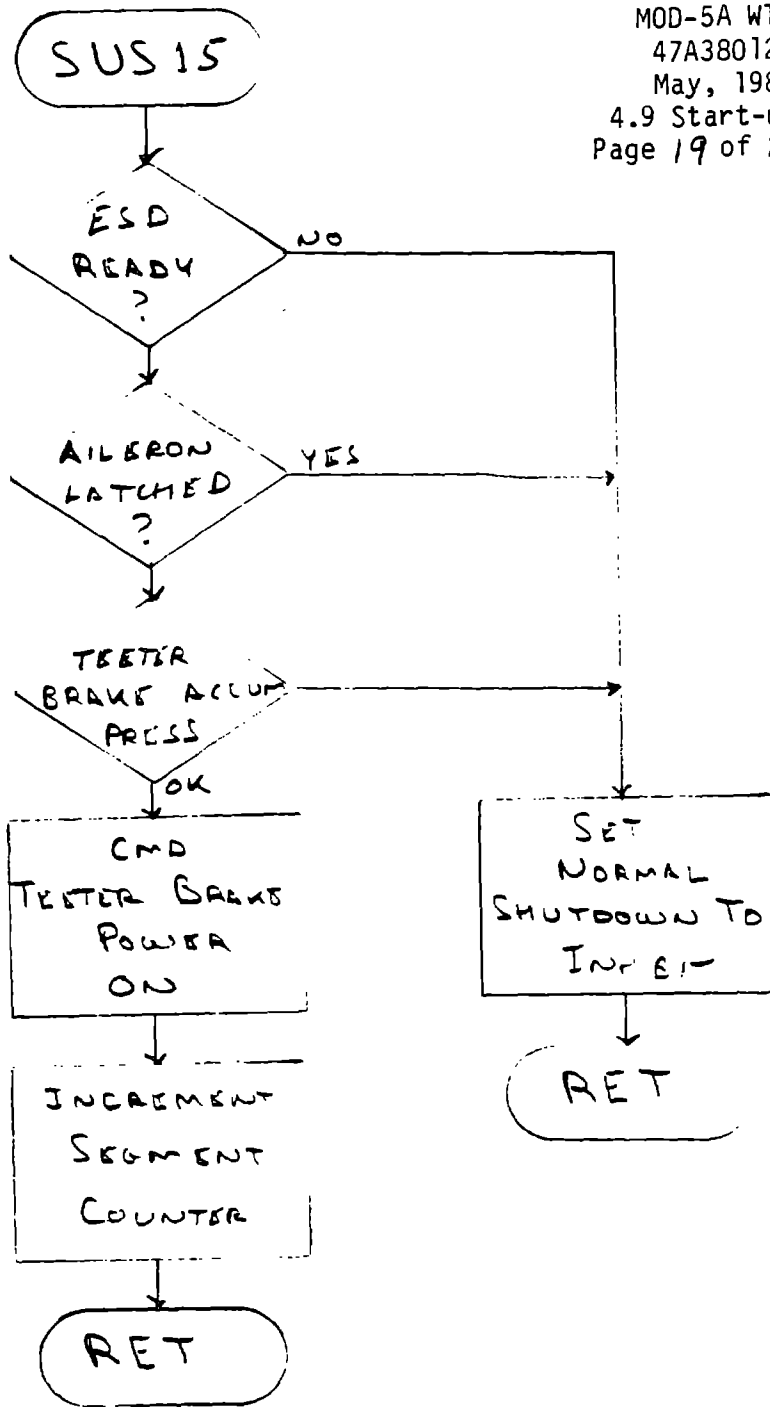 MOD-5A
47A38012
May, 198
4.9 Start-
Page 19 of
SUS15
ESD
READY
?
NO
AILERON
LATCHED
?
YES
TEETER
BRAKE ACCUM
PRESS
OK
CMD
TEETER BRAKE
POWER
ON
INCREMENT
SEGMENT
COUNTER
RET
SET
NORMAL
SHUTDOWN TO
RET